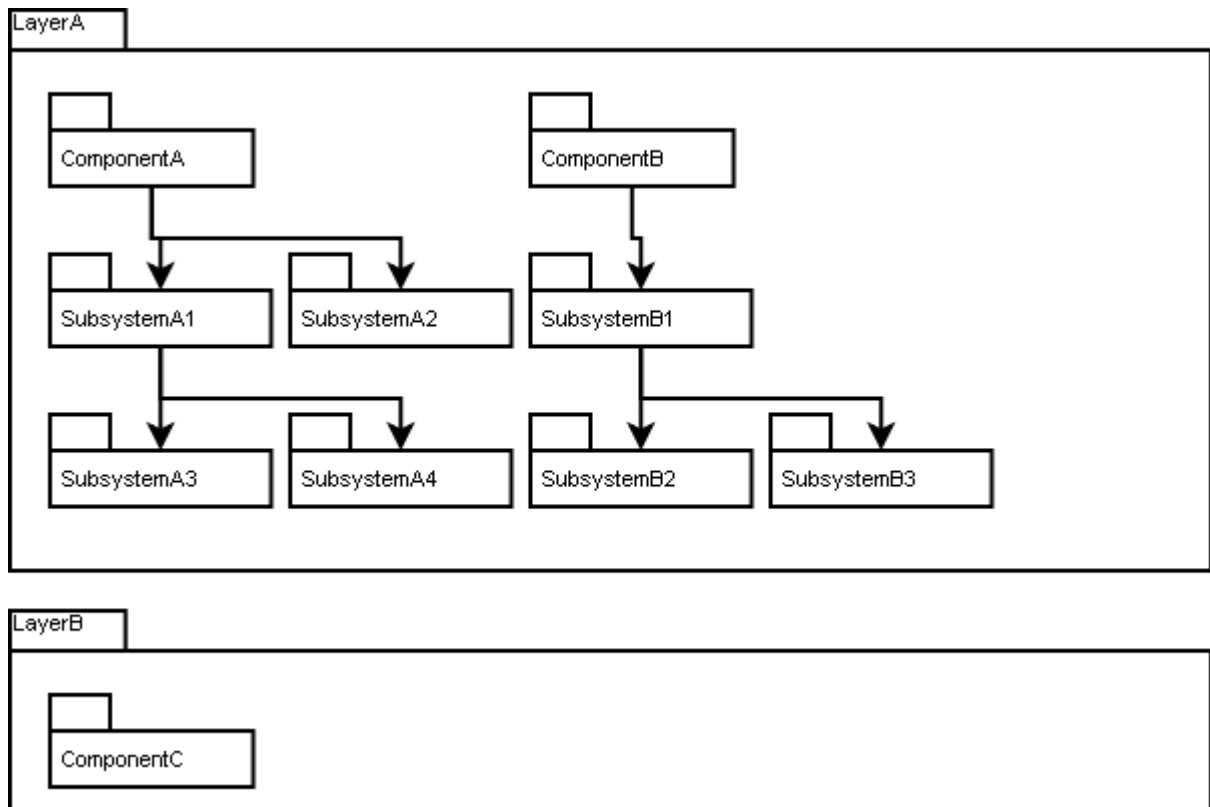 LayerA
ComponentA
ComponentB
SubsystemA1
SubsystemA2
SubsystemB1
SubsystemA3
SubsystemA4
SubsystemB2
SubsystemB3
LayerB
ComponentC